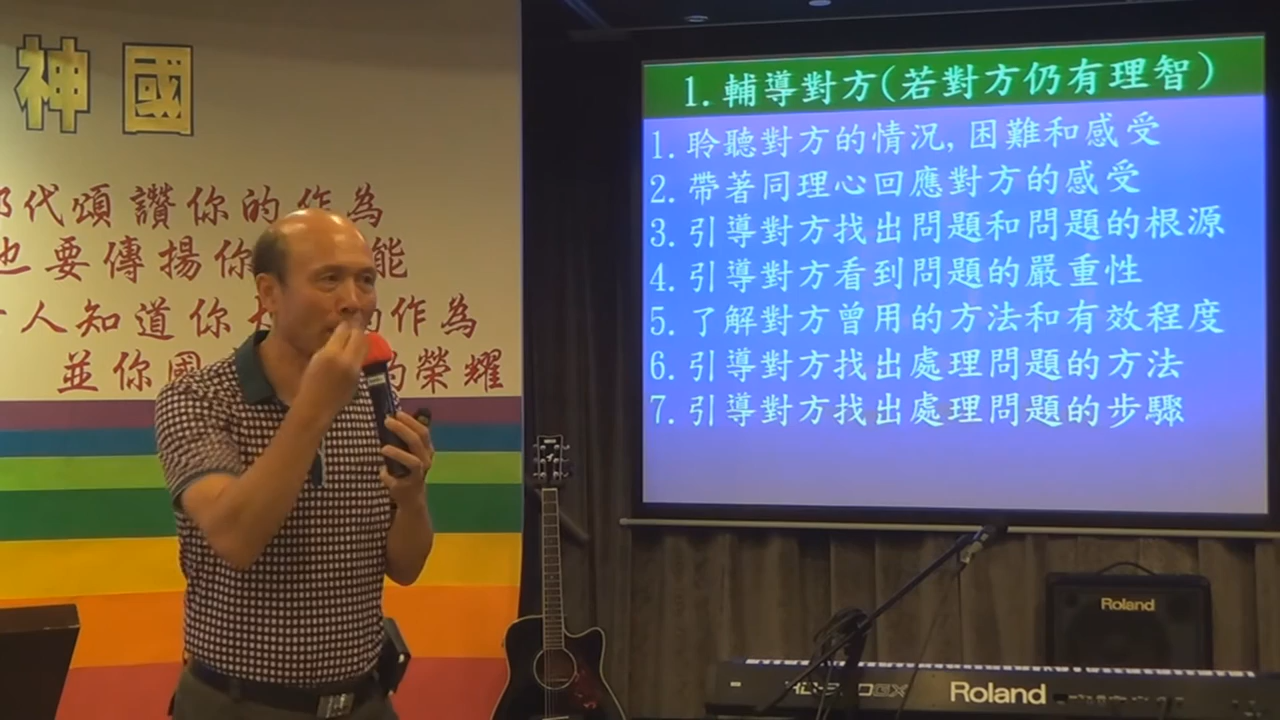 神國
代頌讚你的作為
也要傳揚你 能
人知道你 的作為
並你國 的榮耀
1. 輔導對方(若對方仍有理智)
1. 聆聽對方的情況, 困難和感受
2. 帶著同理心回應對方的感受
3. 引導對方找出問題和問題的根源
4. 引導對方看到問題的嚴重性
5. 了解對方曾用的方法和有效程度
6. 引導對方找出處理問題的方法
7. 引導對方找出處理問題的步驟
Roland
Roland